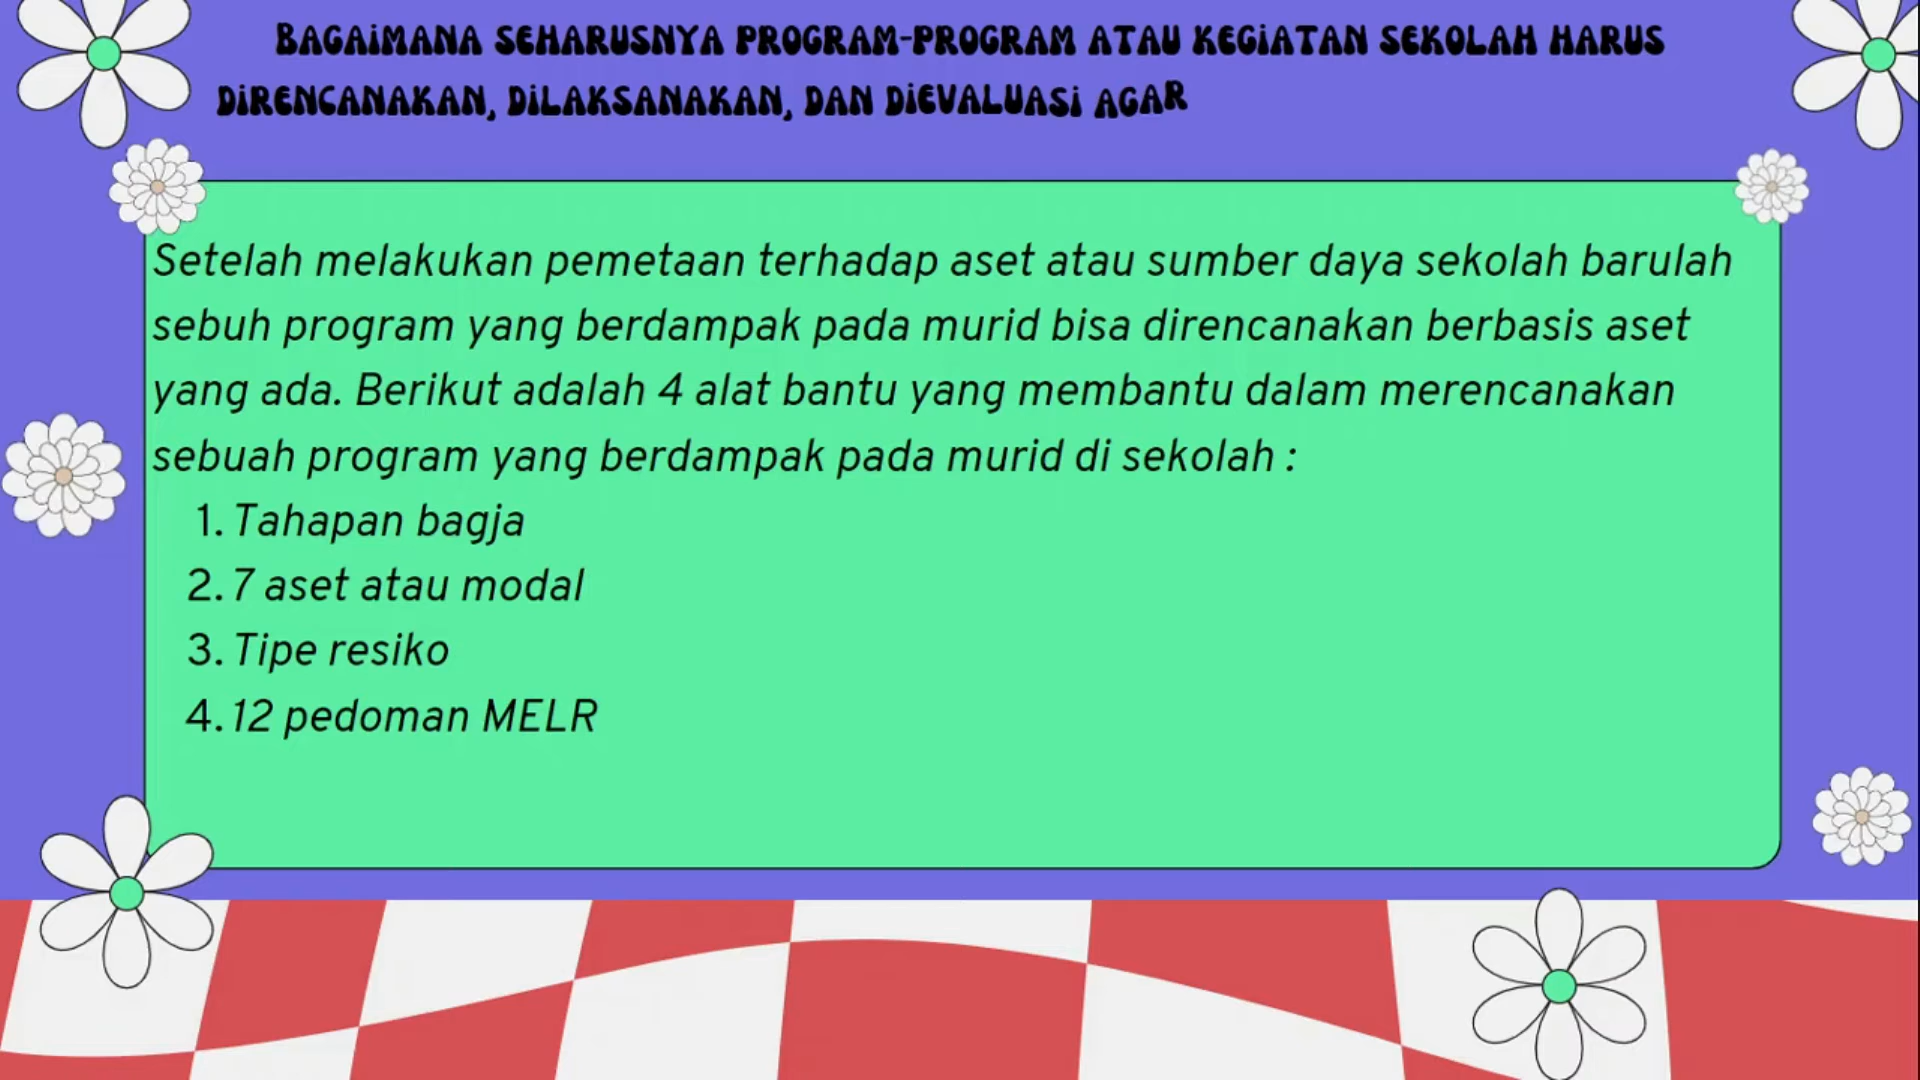 Bagaimana seharusnya program-program atau kegiatan sekolah harus
direncanakan, dilaksanakan, dan dievaluasi agar
Setelah melakukan pemetaan terhadap aset atau sumber daya sekolah barulah
sebuh program yang berdampak pada murid bisa direncanakan berbasis aset
yang ada. Berikut adalah 4 alat bantu yang membantu dalam merencanakan
sebuah program yang berdampak pada murid di sekolah :
1. Tahapan bagja
2. 7 aset atau modal
3. Tipe resiko
4. 12 pedoman MELR